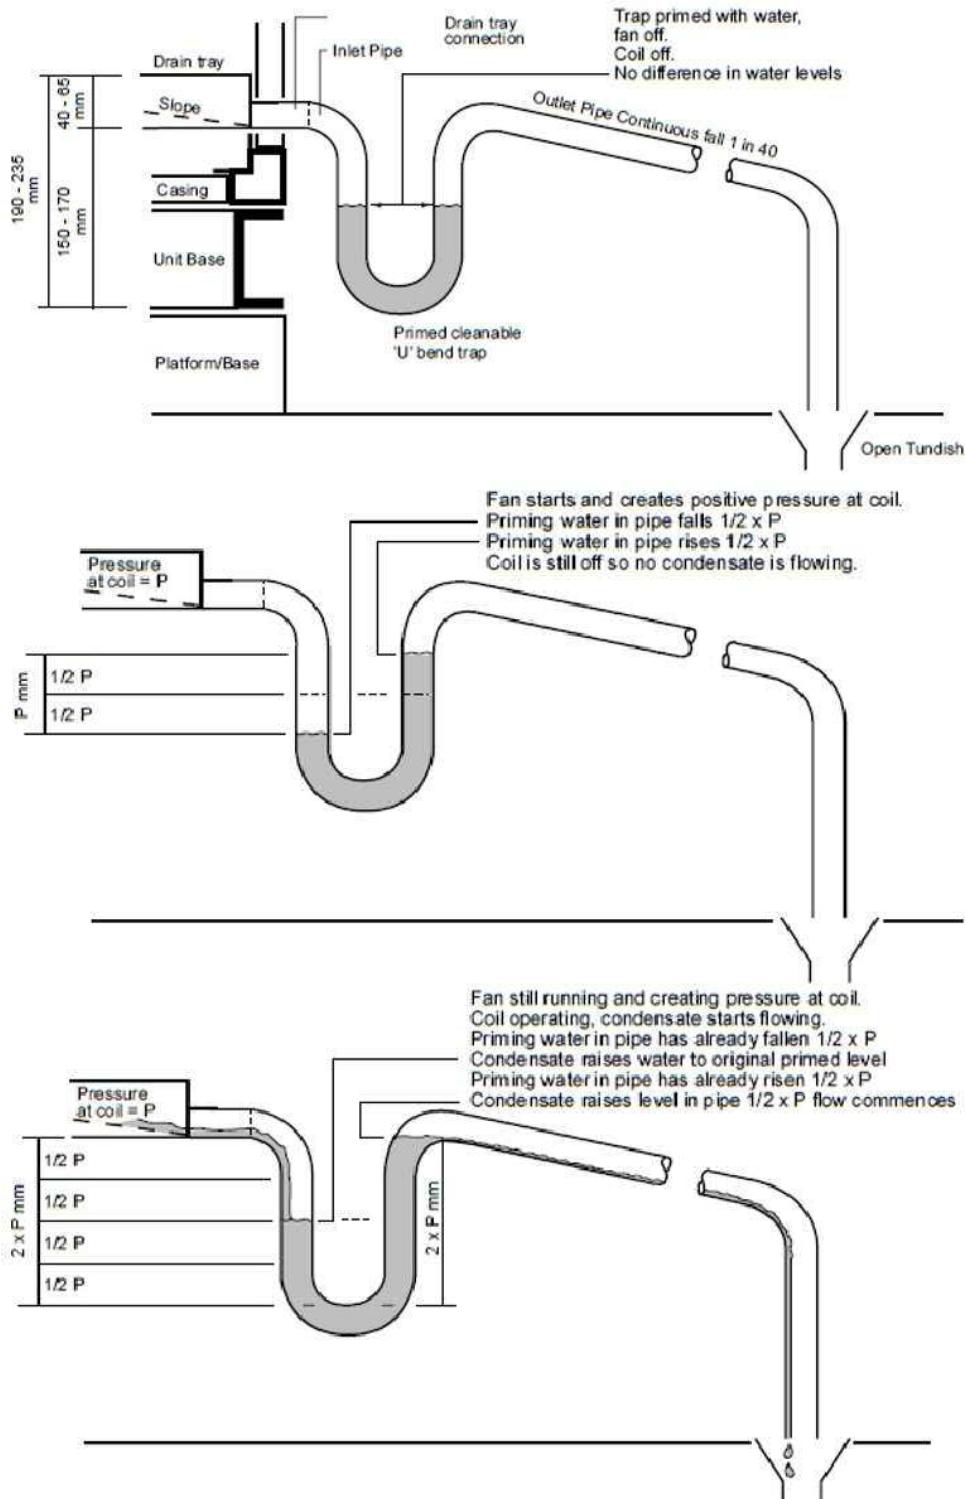 Drain tray
connection
Trap primed with water,
fan off.
Coil off.
No difference in water levels
Inlet Pipe
Drain tray
Slope
40 - 65
mm
190 - 235
mm
150 - 170
mm
Casing
Unit Base
Platform/Base
Outlet Pipe Continuous fall 1 in 40
Primed cleanable
'U' bend trap
Open Tundish
Fan starts and creates positive pressure at coil.
Priming water in pipe falls 1/2 x P
Priming water in pipe rises 1/2 x P
Coil is still off so no condensate is flowing.
Pressure
at coil = P
P mm
1/2 P
1/2 P
Fan still running and creating pressure at coil.
Coil operating, condensate starts flowing.
Priming water in pipe has already fallen 1/2 x P
Condensate raises water to original primed level
Priming water in pipe has already risen 1/2 x P
Condensate raises level in pipe 1/2 x P flow commences
Pressure
at coil = P
2 x P mm
1/2 P
1/2 P
1/2 P
1/2 P
2 x P mm